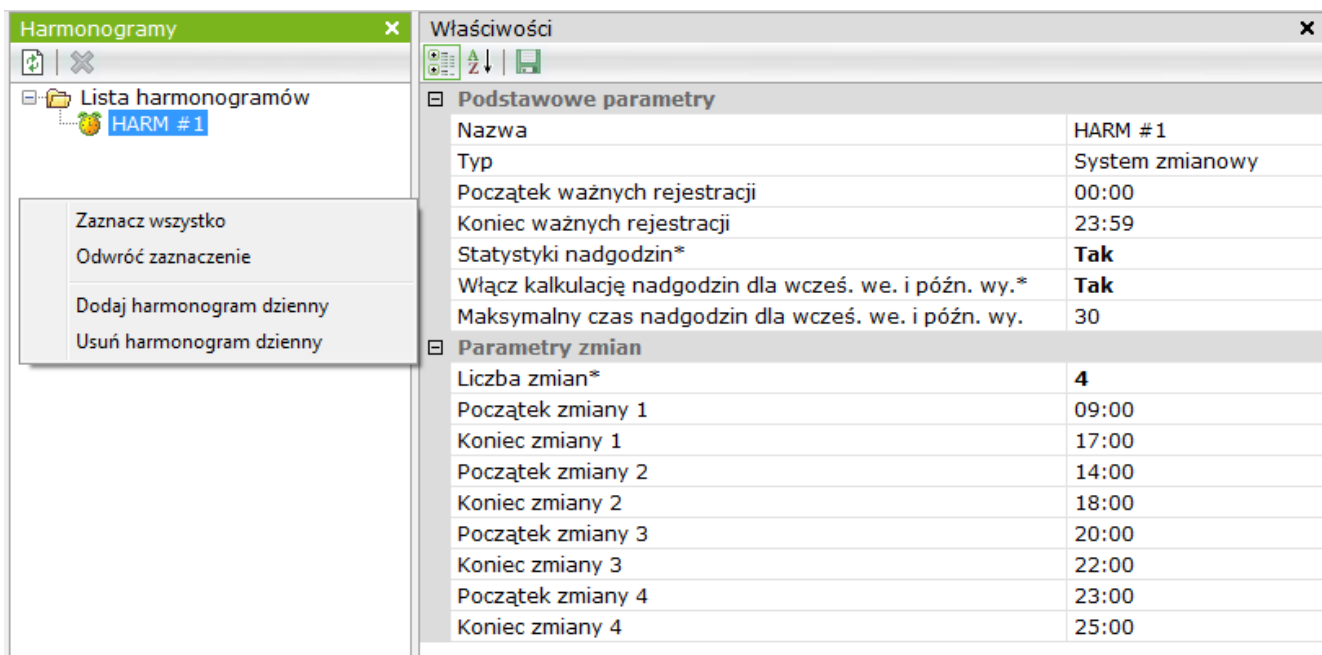 Harmonogramy
Lista harmonogramów
HARM #1
Zaznacz wszystko
Odwróć zaznaczenie
Dodaj harmonogram dzienny
Usuń harmonogram dzienny
Właściwości
Podstawowe parametry
Nazwa HARM #1
Typ System zmianowy
Początek ważnych rejestracji 00:00
Koniec ważnych rejestracji 23:59
Statystyki nadgodzin* Tak
Włącz kalkulację nadgodzin dla wcześ. we. i późn. wy.* Tak
Maksymalny czas nadgodzin dla wcześ. we. i późn. wy. 30
Parametry zmian
Liczba zmian* 4
Początek zmiany 1 09:00
Koniec zmiany 1 17:00
Początek zmiany 2 14:00
Koniec zmiany 2 18:00
Początek zmiany 3 20:00
Koniec zmiany 3 22:00
Początek zmiany 4 23:00
Koniec zmiany 4 25:00